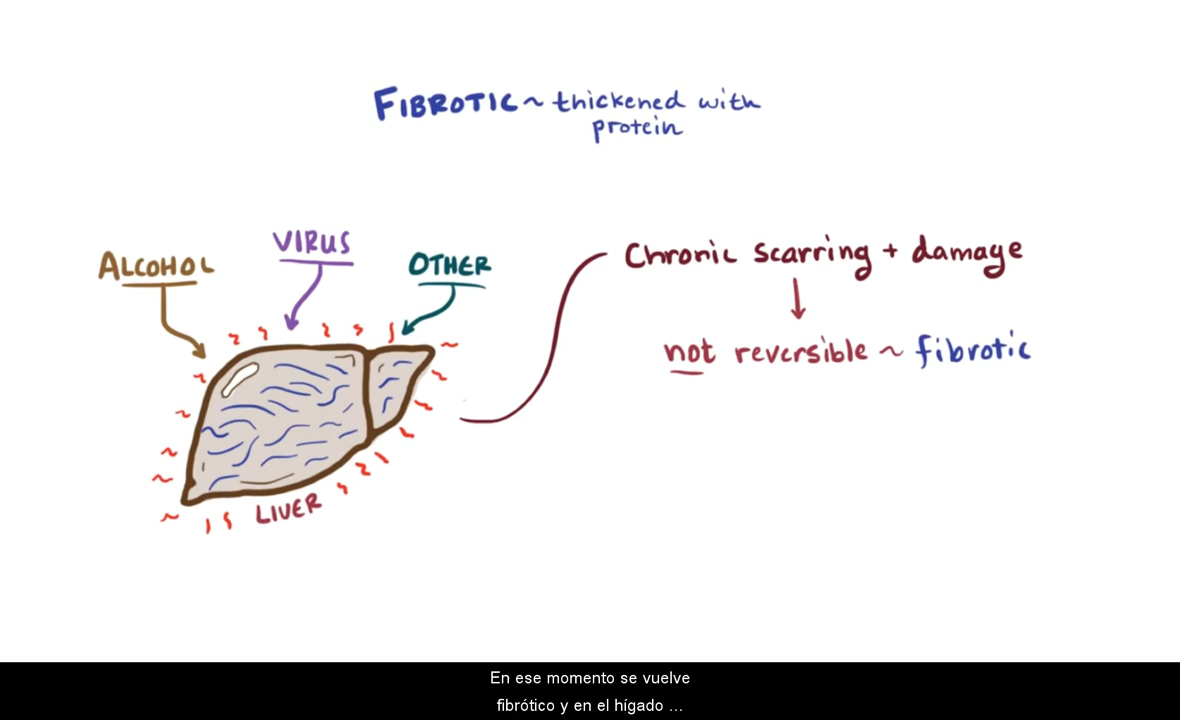 FIBROTIC ~ thickened with
protein
VIRUS
ALCOHOL
OTHER
Chronic scarring + damage
not reversible ~ fibrotic
LIVER
En ese momento se vuelve
fibrótico y en el hígado ...